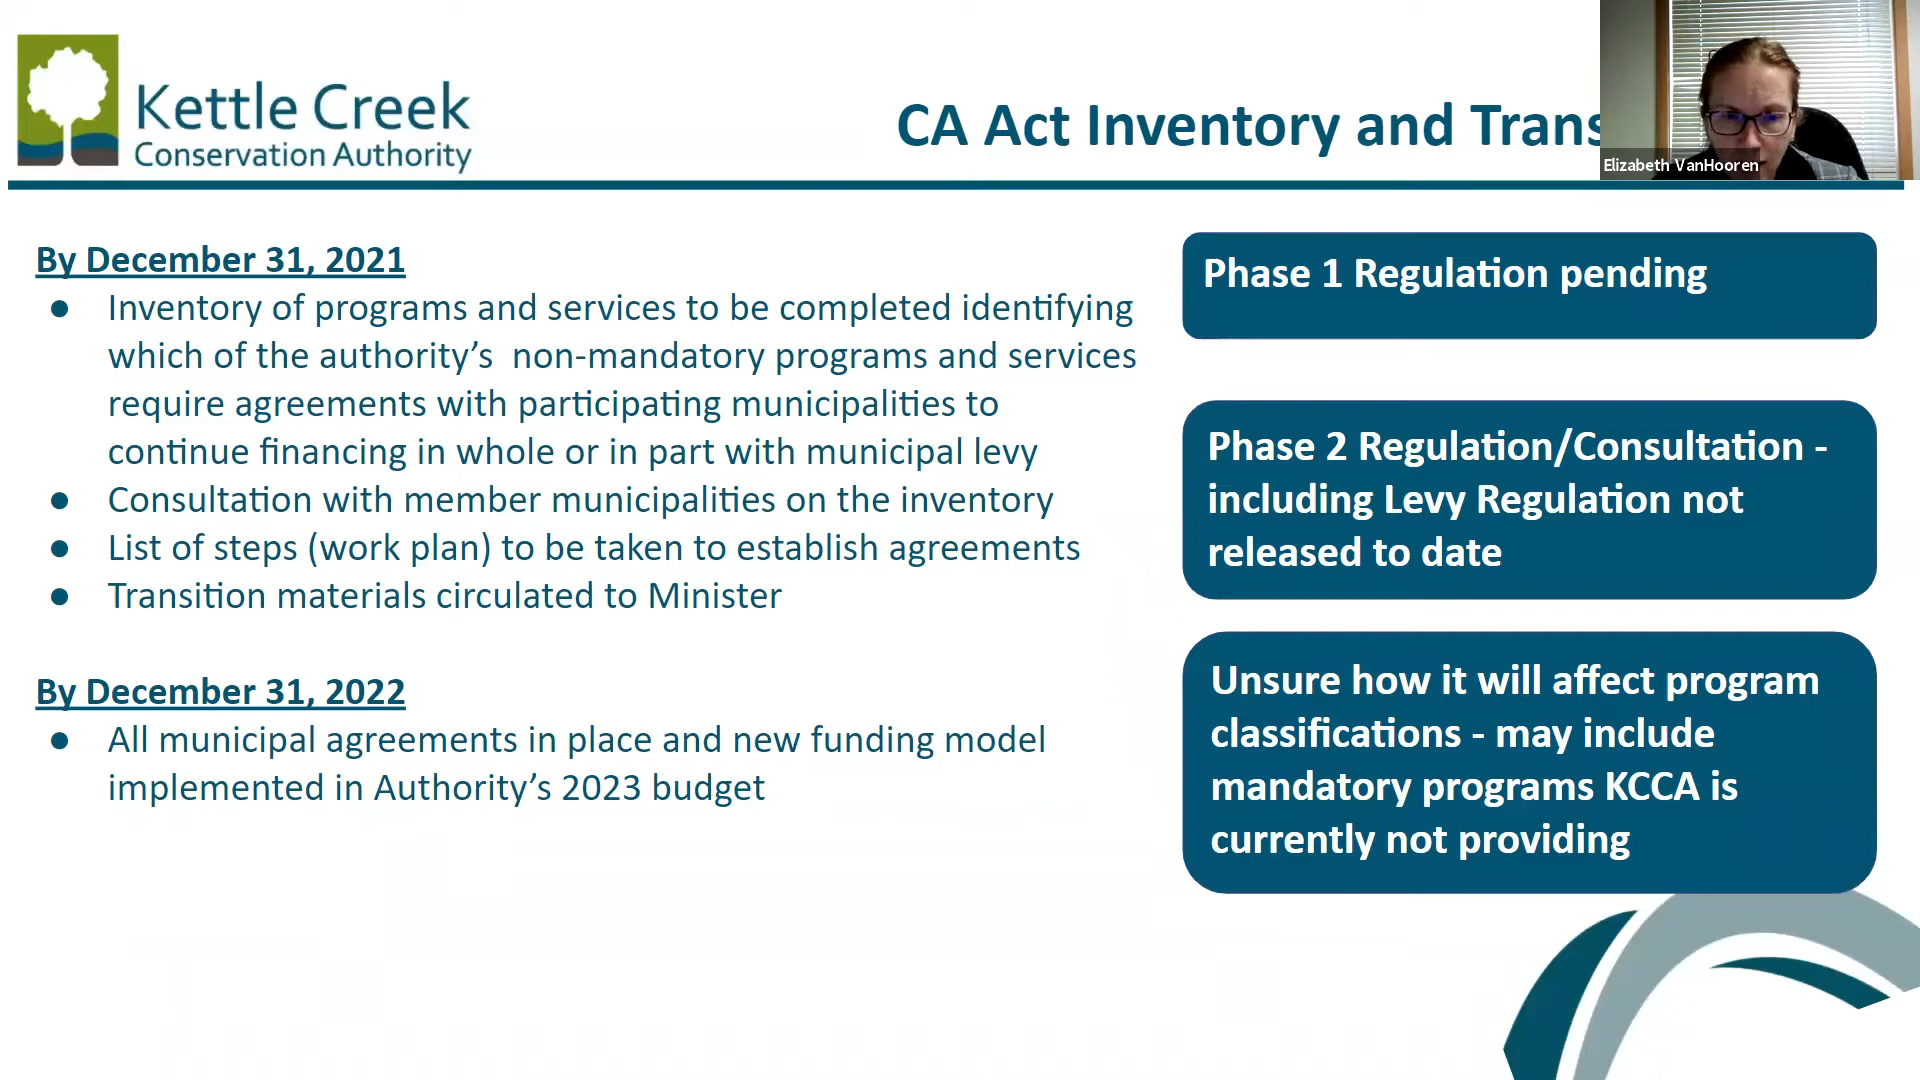 Kettle Creek
Conservation Authority
CA Act Inventory and Trans
Elizabeth VanHooren
By December 31, 2021
● Inventory of programs and services to be completed identifying
which of the authority’s non-mandatory programs and services
require agreements with participating municipalities to
continue financing in whole or in part with municipal levy
● Consultation with member municipalities on the inventory
● List of steps (work plan) to be taken to establish agreements
● Transition materials circulated to Minister
By December 31, 2022
● All municipal agreements in place and new funding model
implemented in Authority’s 2023 budget
Phase 1 Regulation pending
Phase 2 Regulation/Consultation -
including Levy Regulation not
released to date
Unsure how it will affect program
classifications - may include
mandatory programs KCCA is
currently not providing